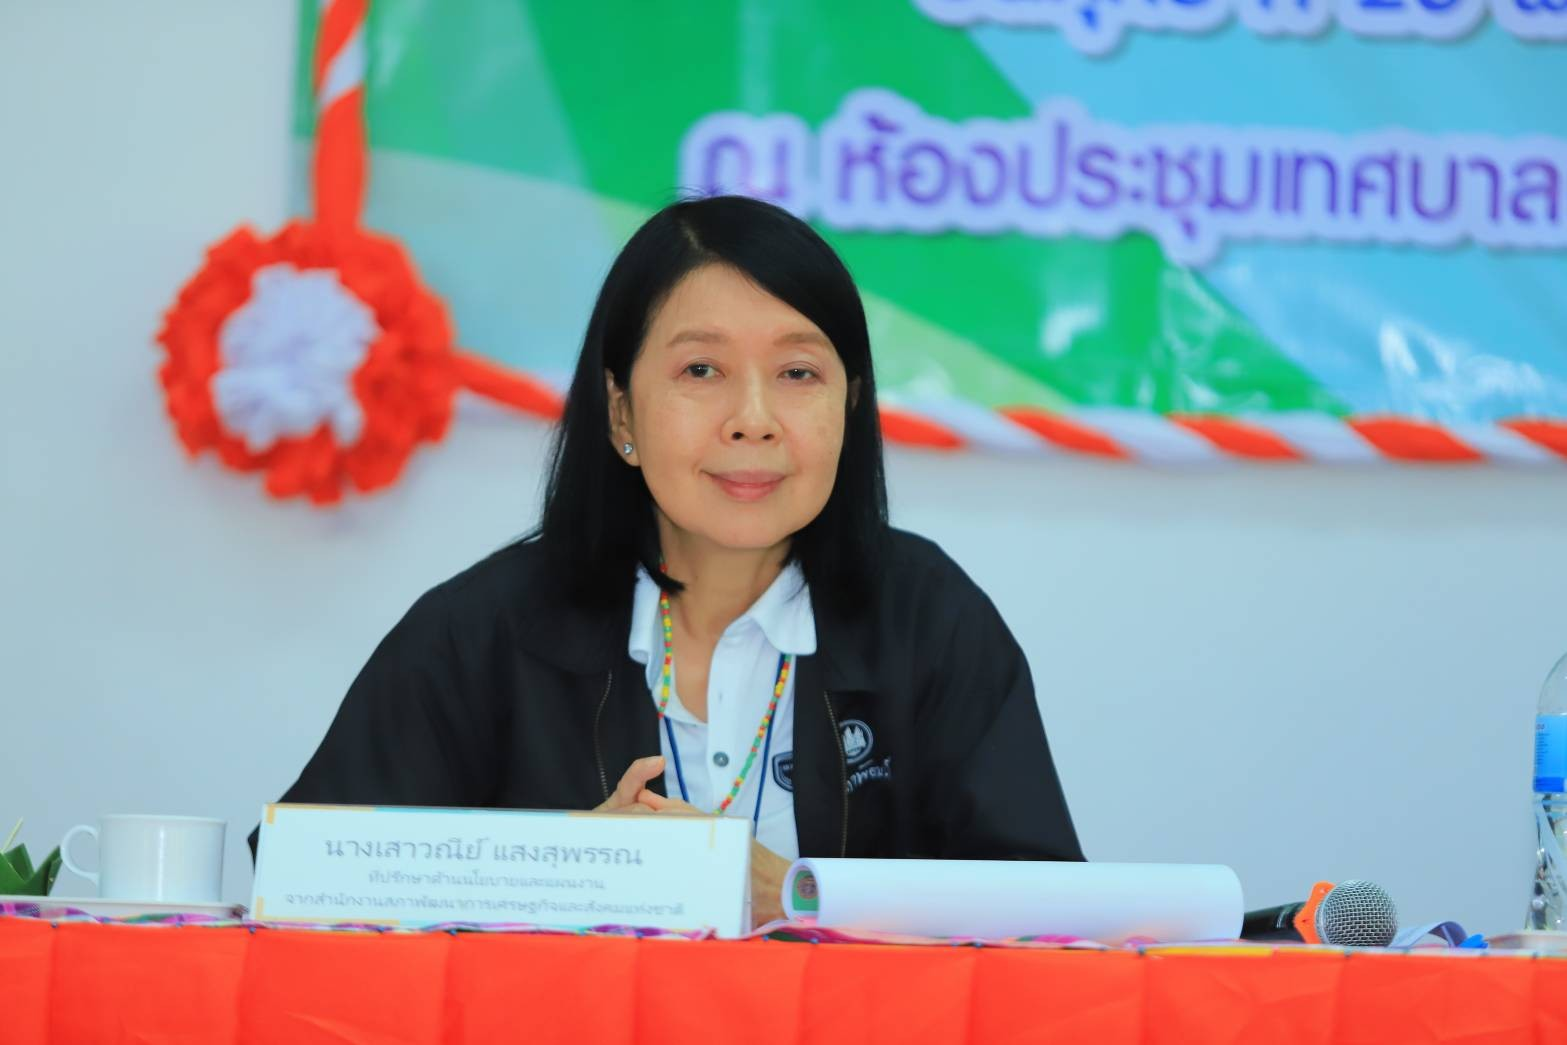 ณ ห้องประชุมเทศบาล
นางเสาวณีย์ แสงสุพรรณ
ที่ปรึกษาด้านนโยบายและแผนงาน
จากสำนักงานสภาพัฒนาการเศรษฐกิจและสังคมแห่งชาติ